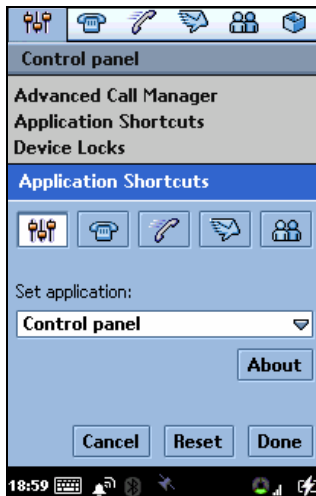 Control panel
Advanced Call Manager
Application Shortcuts
Device Locks
Application Shortcuts
Set application:
Control panel
About
Cancel Reset Done
18:59